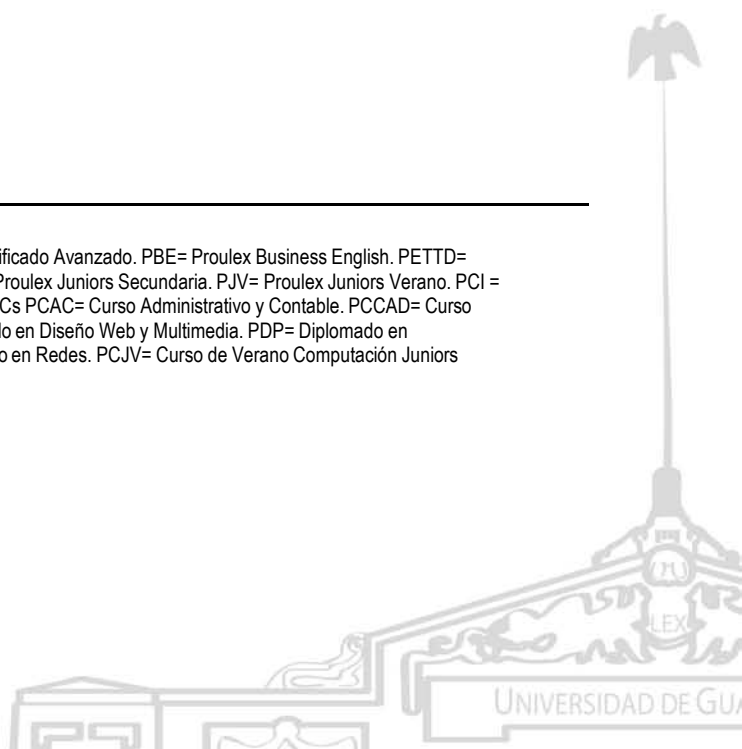 ificado Avanzado. PBE= Proulex Business English. PETTD=
Proulex Juniors Secundaria. PJV= Proulex Juniors Verano. PCI =
Cs PCAC= Curso Administrativo y Contable. PCCAD= Curso
do en Diseño Web y Multimedia. PDP= Diplomado en
o en Redes. PCJV= Curso de Verano Computación Juniors
LEX
UNIVERSIDAD DE GUA